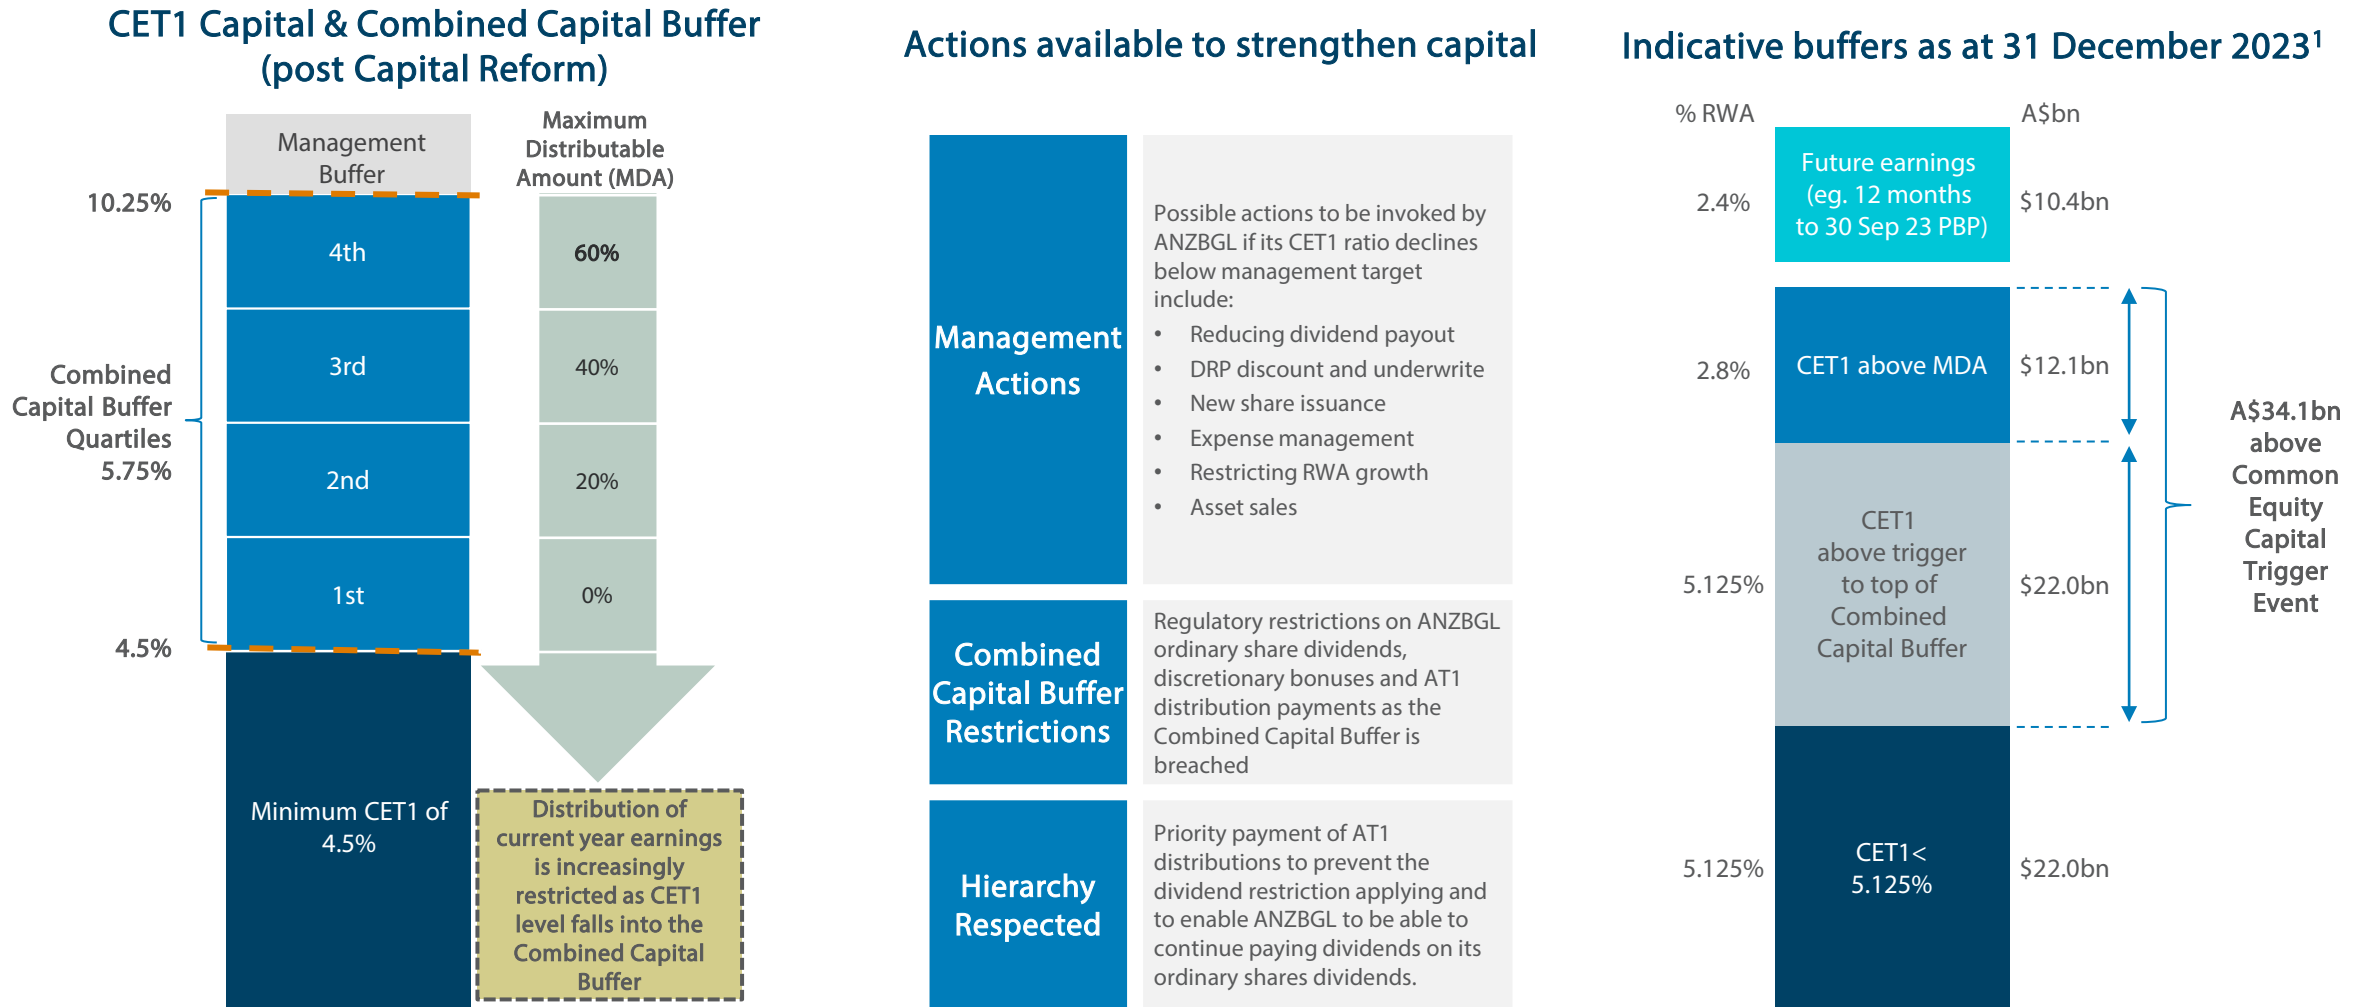 CET1 Capital & Combined Capital Buffer
(post Capital Reform)
Management
Buffer
10.25%
4th
3rd
2nd
1st
Combined
Capital Buffer
Quartiles
5.75%
4.5%
Minimum CET1 of
4.5%
Maximum
Distributable
Amount (MDA)
60%
40%
20%
0%
Distribution of
current year earnings
is increasingly
restricted as CET1
level falls into the
Combined Capital
Buffer
Actions available to strengthen capital
Management
Actions
Possible actions to be invoked by
ANZBGL if its CET1 ratio declines
below management target
include:
• Reducing dividend payout
• DRP discount and underwrite
• New share issuance
• Expense management
• Restricting RWA growth
• Asset sales
Combined
Capital Buffer
Restrictions
Regulatory restrictions on ANZBGL
ordinary share dividends,
discretionary bonuses and AT1
distribution payments as the
Combined Capital Buffer is
breached
Hierarchy
Respected
Priority payment of AT1
distributions to prevent the
dividend restriction applying and
to enable ANZBGL to be able to
continue paying dividends on its
ordinary shares dividends.
Indicative buffers as at 31 December 2023¹
% RWA
A$bn
2.4%
Future earnings
(eg. 12 months
to 30 Sep 23 PBP)
$10.4bn
2.8%
CET1 above MDA
$12.1bn
5.125%
CET1
above trigger
to top of
Combined
Capital Buffer
$22.0bn
5.125%
CET1<
5.125%
$22.0bn
A$34.1bn
above
Common
Equity
Capital
Trigger
Event